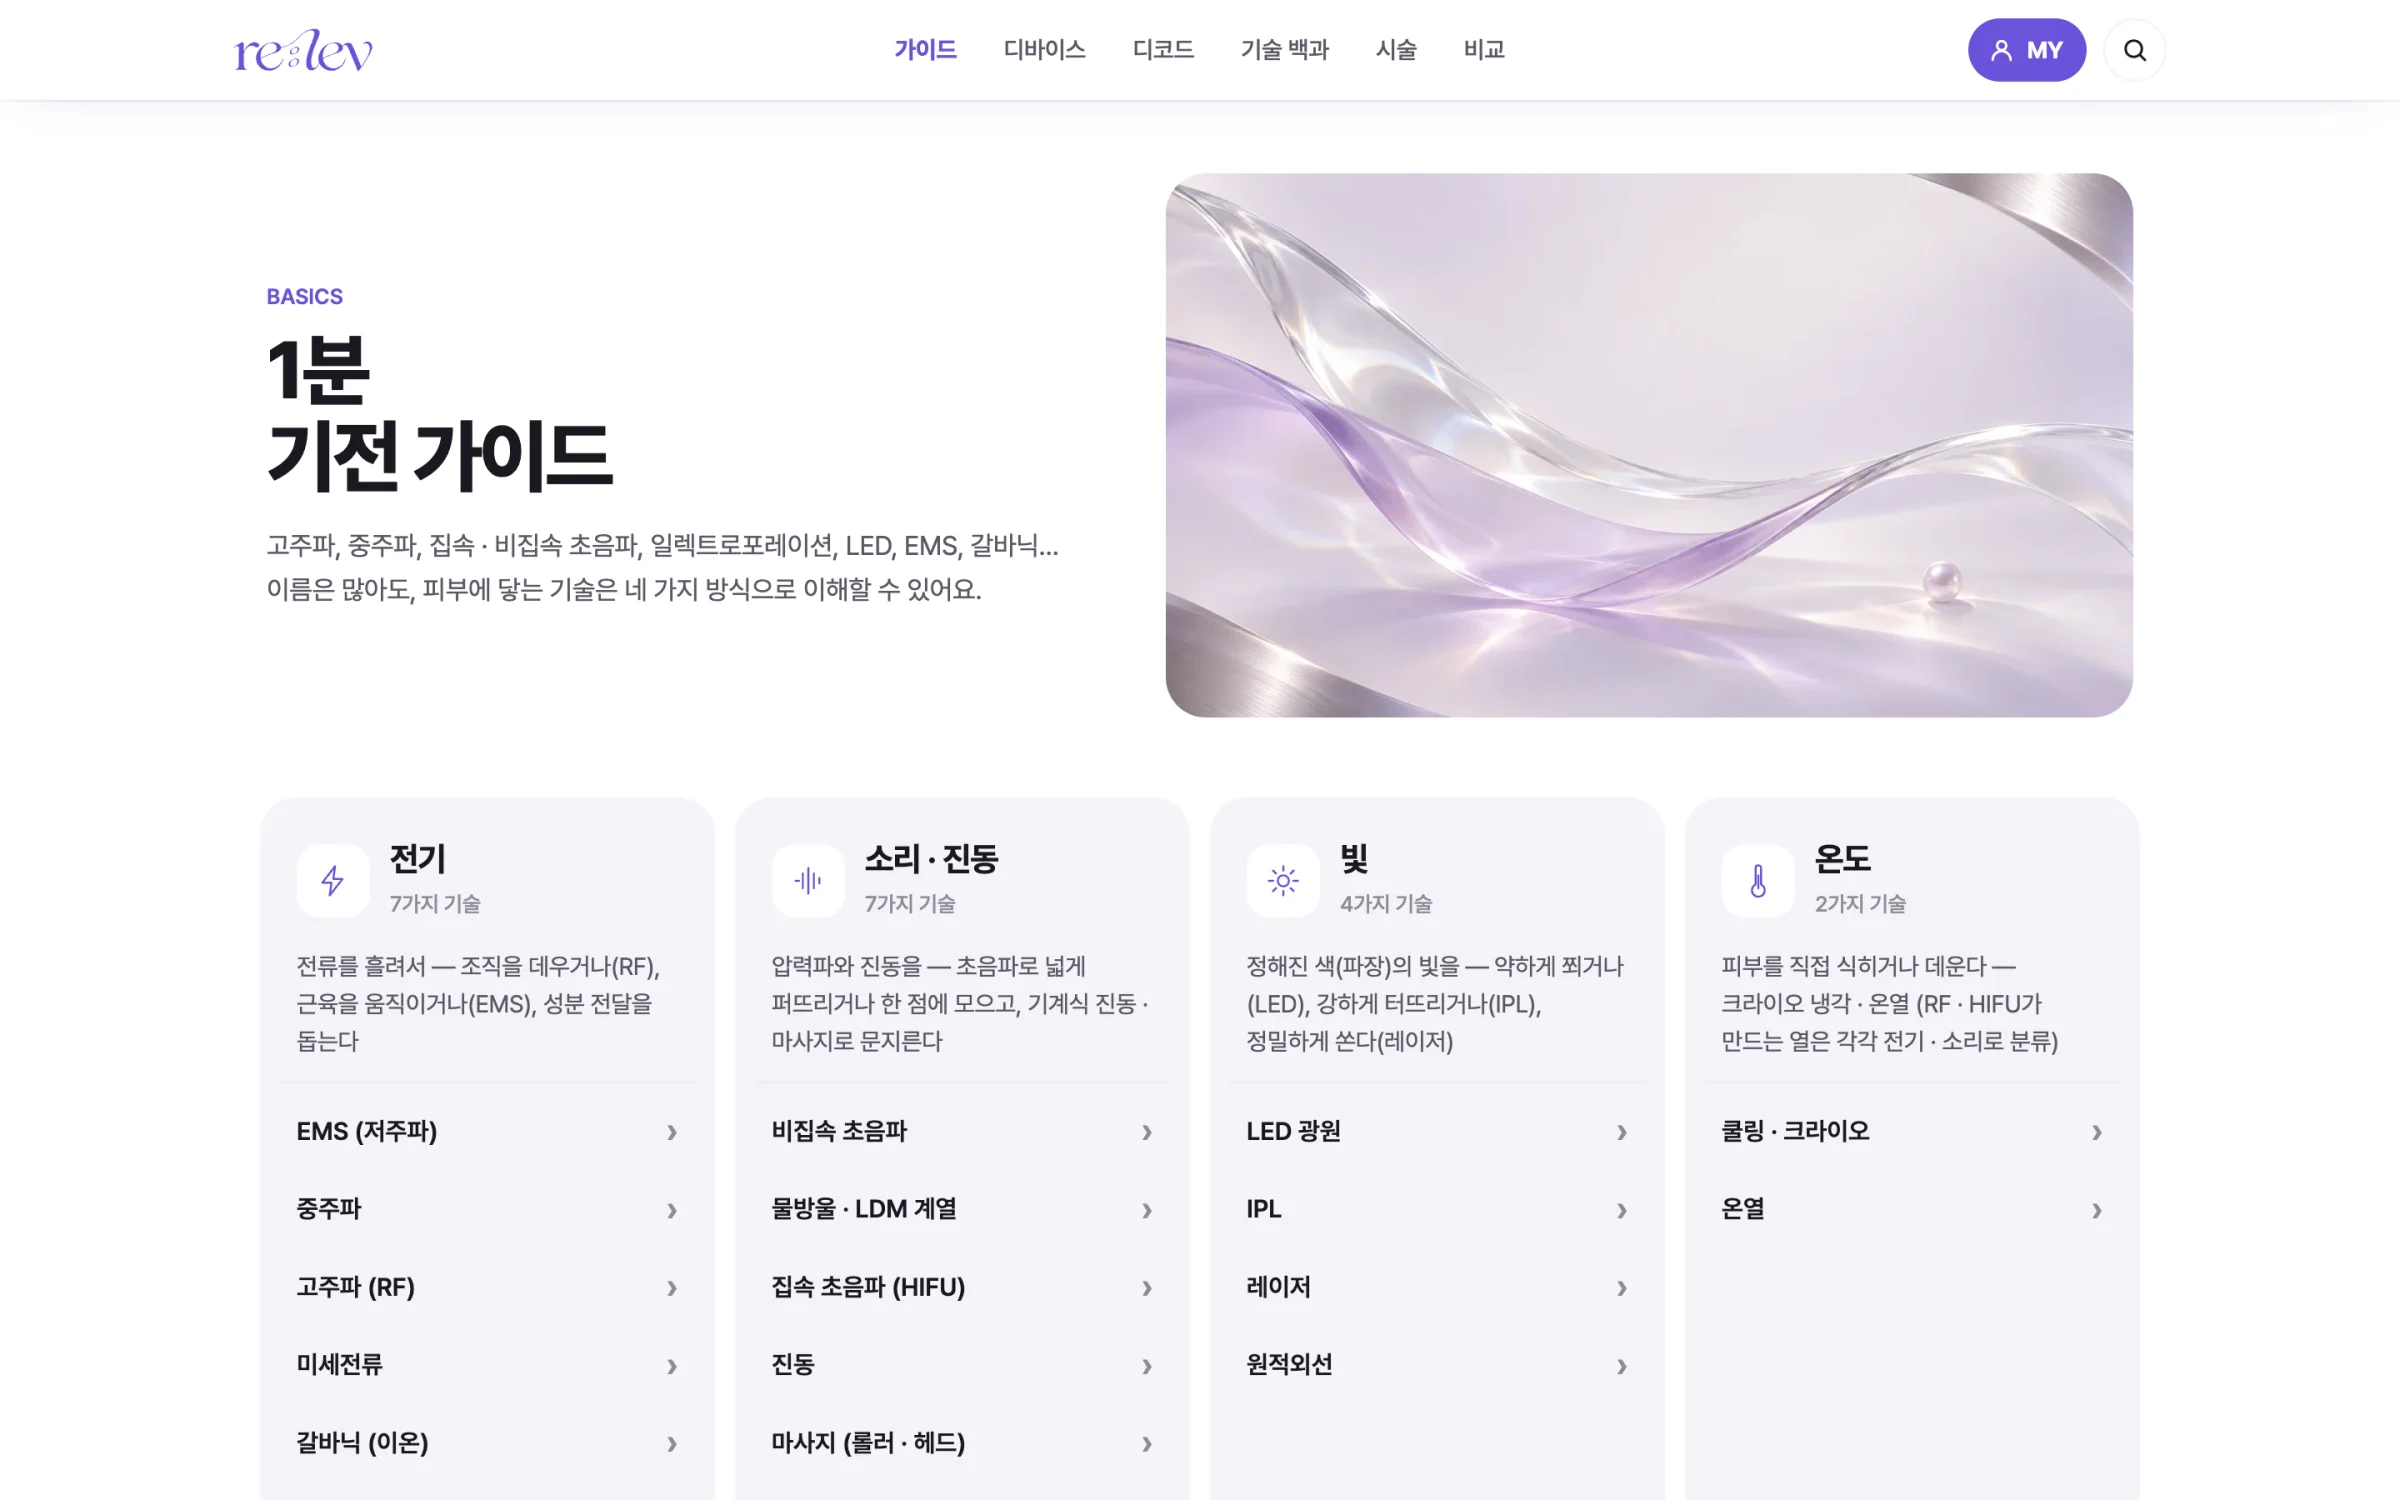 re:lev
가이드
디바이스
디코드
기술 백과
시술
비교
MY
BASICS
1분
기전 가이드
고주파, 중주파, 집속 · 비집속 초음파, 일렉트로포레이션, LED, EMS, 갈바닉...
이름은 많아도, 피부에 닿는 기술은 네 가지 방식으로 이해할 수 있어요.
전기
7가지 기술
전류를 흘려서 — 조직을 데우거나(RF),
근육을 움직이거나(EMS), 성분 전달을
돕는다
EMS (저주파)
중주파
고주파 (RF)
미세전류
갈바닉 (이온)
소리 · 진동
7가지 기술
압력파와 진동을 — 초음파로 넓게
퍼뜨리거나 한 점에 모으고, 기계식 진동 ·
마사지로 문지른다
비집속 초음파
물방울 · LDM 계열
집속 초음파 (HIFU)
진동
마사지 (롤러 · 헤드)
빛
4가지 기술
정해진 색(파장)의 빛을 — 약하게 쬐거나
(LED), 강하게 터뜨리거나(IPL),
정밀하게 쏜다(레이저)
LED 광원
IPL
레이저
원적외선
온도
2가지 기술
피부를 직접 식히거나 데운다 —
크라이오 냉각 · 온열 (RF · HIFU가
만드는 열은 각각 전기 · 소리로 분류)
쿨링 · 크라이오
온열